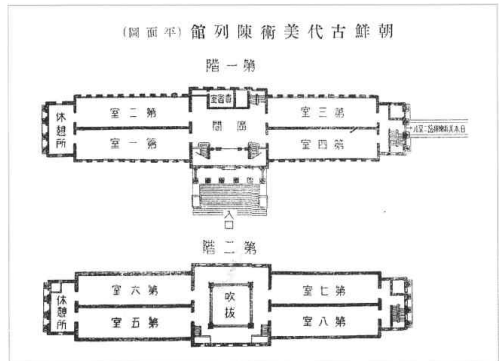 朝鮮古代美術陳列館 (平面圖)
第一階
第三室
第二室
第四室
廣間
第一室
休憩所
入口
第二階
第七室
第六室
第八室
吹抜
第五室
休憩所